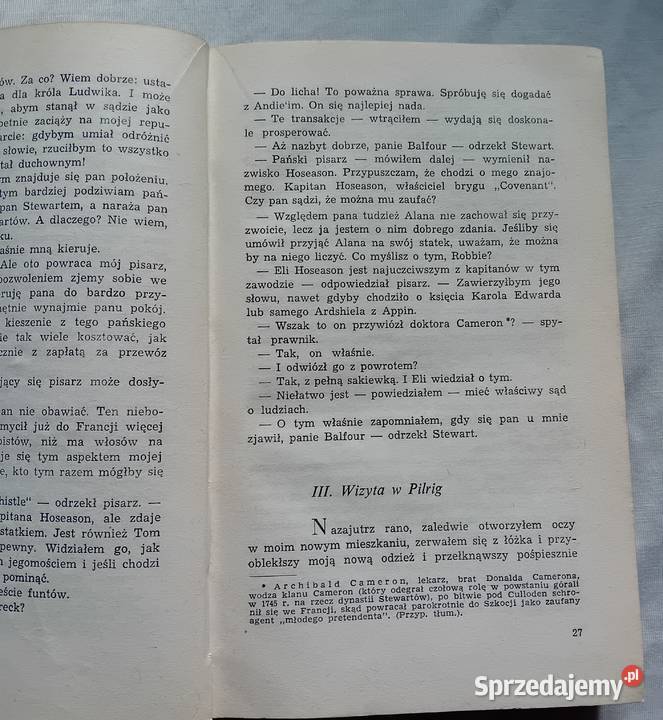 ów. Za co? Wiem dobrze: usta-
a dla króla Ludwika. I może
, abym stanął w sądzie jako
pełnie zaciąży na mojej repu-
arcie: gdybym umiał odróżnić
słowie, rzuciłbym to wszystko
tał duchownym!
m znajduje się pan położeniu,
tym bardziej podziwiam pań-
pan Stewartem, a naraża pan
artów. A dlaczego? Nie wiem,
ku.
aśnie mną kieruje.
Ale oto powraca mój pisarz,
pozwoleniem zjemy sobie we
ruję pana do bardzo przy-
hętnie wynajmie panu pokój.
kieszenie z tego pańskiego
ie tak wiele kosztować, jak
cznie z zapłatą za przewóz
jący się pisarz może dosły-
an nie obawiać. Ten niebo-
mycił już do Francji więcej
pistów, niż ma włosów na
je się tym aspektem mojej
e, kto tym razem mógłby się
histle" — odrzekł pisarz. —
pitana Hoseason, ale zdaje
statkiem. Jest również Tom
pewny. Widziałem go, jak
jegomościem i jeśli chodzi
pominąć.
eście funtów.
reck?
— Do licha! To poważna sprawa. Spróbuję się dogadać
z Andie'im. On się najlepiej nada.
— Te transakcje — wtrąciłem — wydają się doskona-
le prosperować.
— Aż nazbyt dobrze, panie Balfour — odrzekł Stewart.
— Pański pisarz — mówiłem dalej — wymienił na-
zwisko Hoseason. Przypuszczam, że chodzi o mego znajo-
mego. Kapitan Hoseason, właściciel brygu „Covenant".
Czy pan sądzi, że można mu zaufać?
— Względem pana tudzież Alana nie zachował się przy-
zwoicie, lecz ja jestem o nim dobrego zdania. Jeśliby się
umówił przyjąć Alana na swój statek, uważam, że można
by na niego liczyć. Co myślisz o tym, Robbie?
— Eli Hoseason jest najuczciwszym z kapitanów w tym
zawodzie — odpowiedział pisarz. — Zawierzyłbym jego
słowu, nawet gdyby chodziło o księcia Karola Edwarda
lub samego Ardshiela z Appin.
— Wszak to on przywiózł doktora Cameron *? — spy-
tał prawnik.
— Tak, on właśnie.
— I odwiózł go z powrotem?
— Tak, z pełną sakiewką. I Eli wiedział o tym.
— Niełatwo jest — powiedziałem — mieć właściwy sąd
o ludziach.
— O tym właśnie zapomniałem, gdy się pan u mnie
zjawił, panie Balfour — odrzekł Stewart.
III. Wizyta w Pilrig
Nazajutrz rano, zaledwie otworzyłem oczy
w moim nowym mieszkaniu, zerwałem się z łóżka i przy-
oblekłszy moją nową odzież i przełknąwszy pośpiesznie
* Archibald Cameron, lekarz, brat Donalda Camerona,
wodza klanu Cameron (który odegrał czołową rolę w powstaniu górali
w 1745 r. na rzecz dynastii Stewartów), po bitwie pod Culloden schro-
nił się we Francji, skąd powracał parokrotnie do Szkocji jako zaufany
agent „młodego pretendenta". (Przyp. tłum.).
27
Sprzedajemy.pl